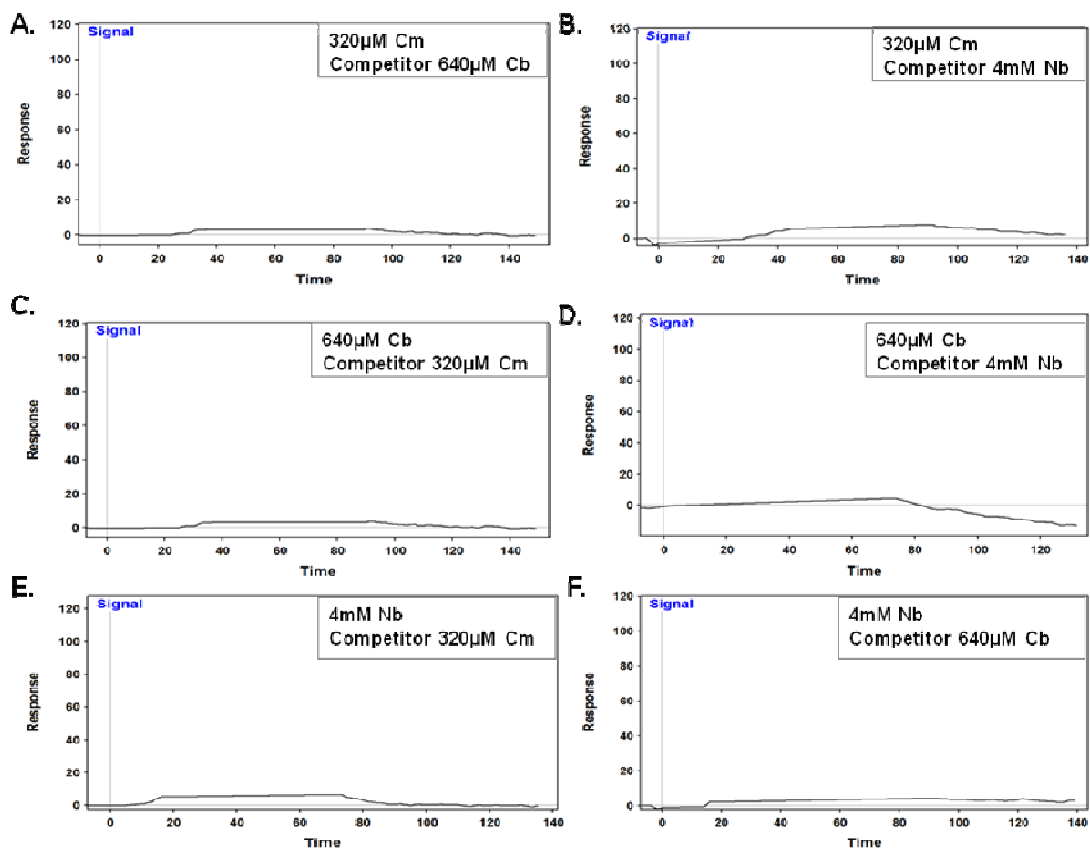 A.
Signal
320µM Cm
Competitor 640µM Cb
120
100
80
60
40
20
0
Response
0 20 40 60 80 100 120 140
Time
B.
Signal
320µM Cm
Competitor 4mM Nb
120
100
80
60
40
20
0
Response
0 20 40 60 80 100 120 140
Time
C.
Signal
640µM Cb
Competitor 320µM Cm
120
100
80
60
40
20
0
Response
0 20 40 60 80 100 120 140
Time
D.
Signal
640µM Cb
Competitor 4mM Nb
120
100
80
60
40
20
0
Response
0 20 40 60 80 100 120
Time
E.
Signal
4mM Nb
Competitor 320µM Cm
120
100
80
60
40
20
0
Response
0 20 40 60 80 100 120 140
Time
F.
Signal
4mM Nb
Competitor 640µM Cb
120
100
80
60
40
20
0
Response
0 20 40 60 80 100 120 140
Time